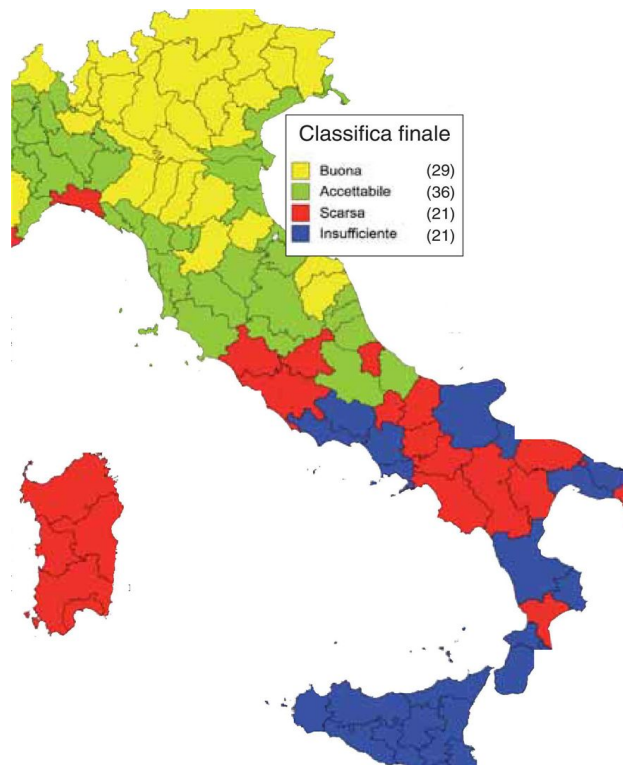 Classifica finale
Buona (29)
Accettabile (36)
Scarsa (21)
Insufficiente (21)